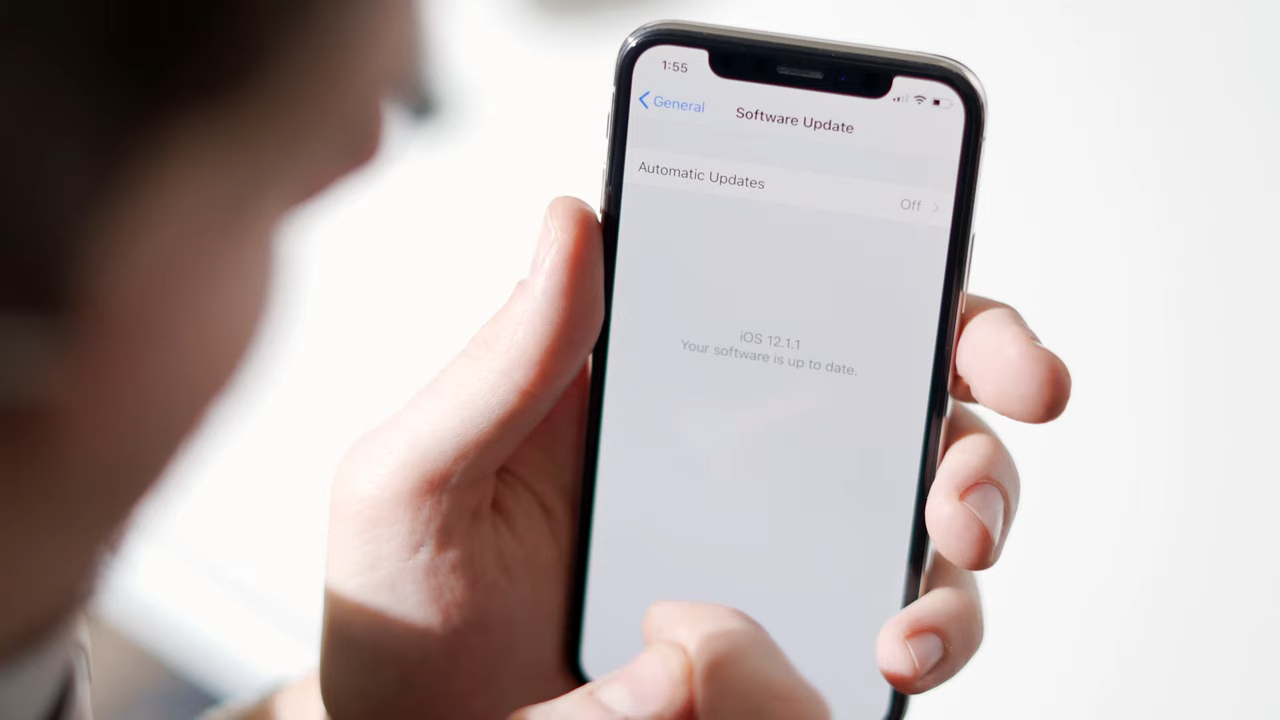 1:55
General
Software Update
Automatic Updates
Off
iOS 12.1.1
Your software is up to date.